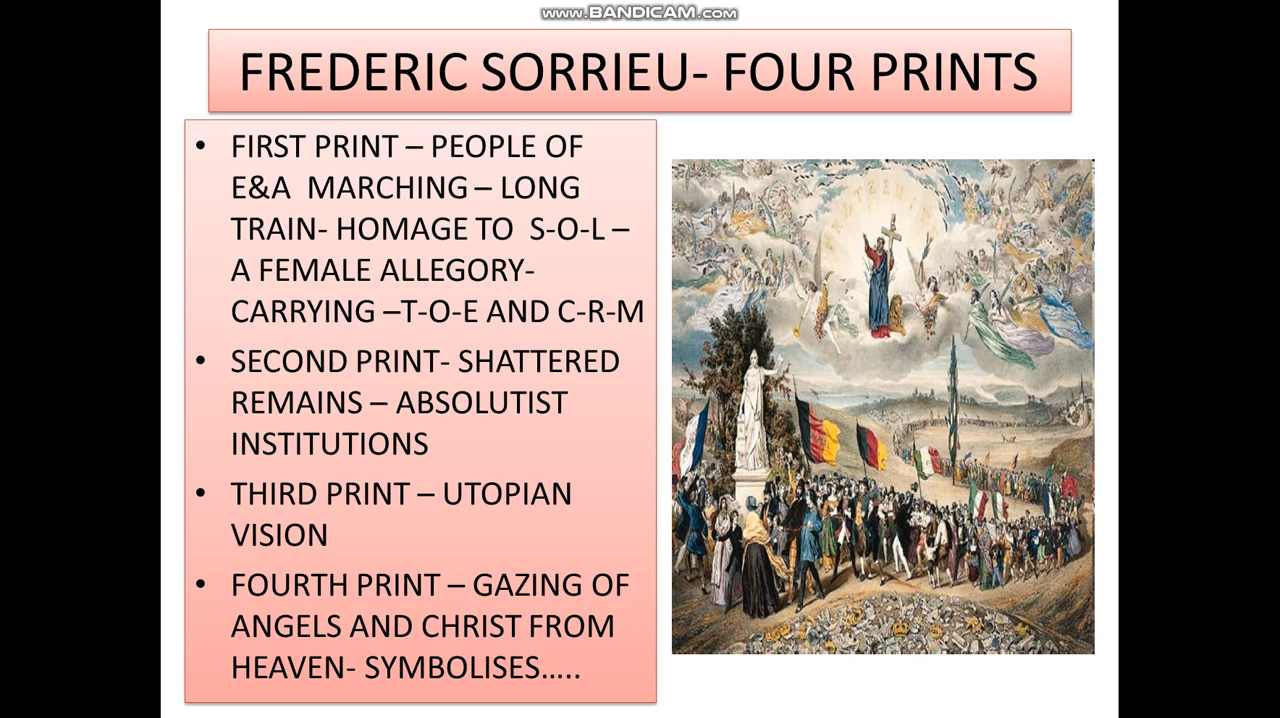 www.BANDICAM.com
FREDERIC SORRIEU- FOUR PRINTS
• FIRST PRINT – PEOPLE OF
E&A MARCHING – LONG
TRAIN- HOMAGE TO S-O-L –
A FEMALE ALLEGORY-
CARRYING –T-O-E AND C-R-M
• SECOND PRINT- SHATTERED
REMAINS – ABSOLUTIST
INSTITUTIONS
• THIRD PRINT – UTOPIAN
VISION
• FOURTH PRINT – GAZING OF
ANGELS AND CHRIST FROM
HEAVEN- SYMBOLISES…..